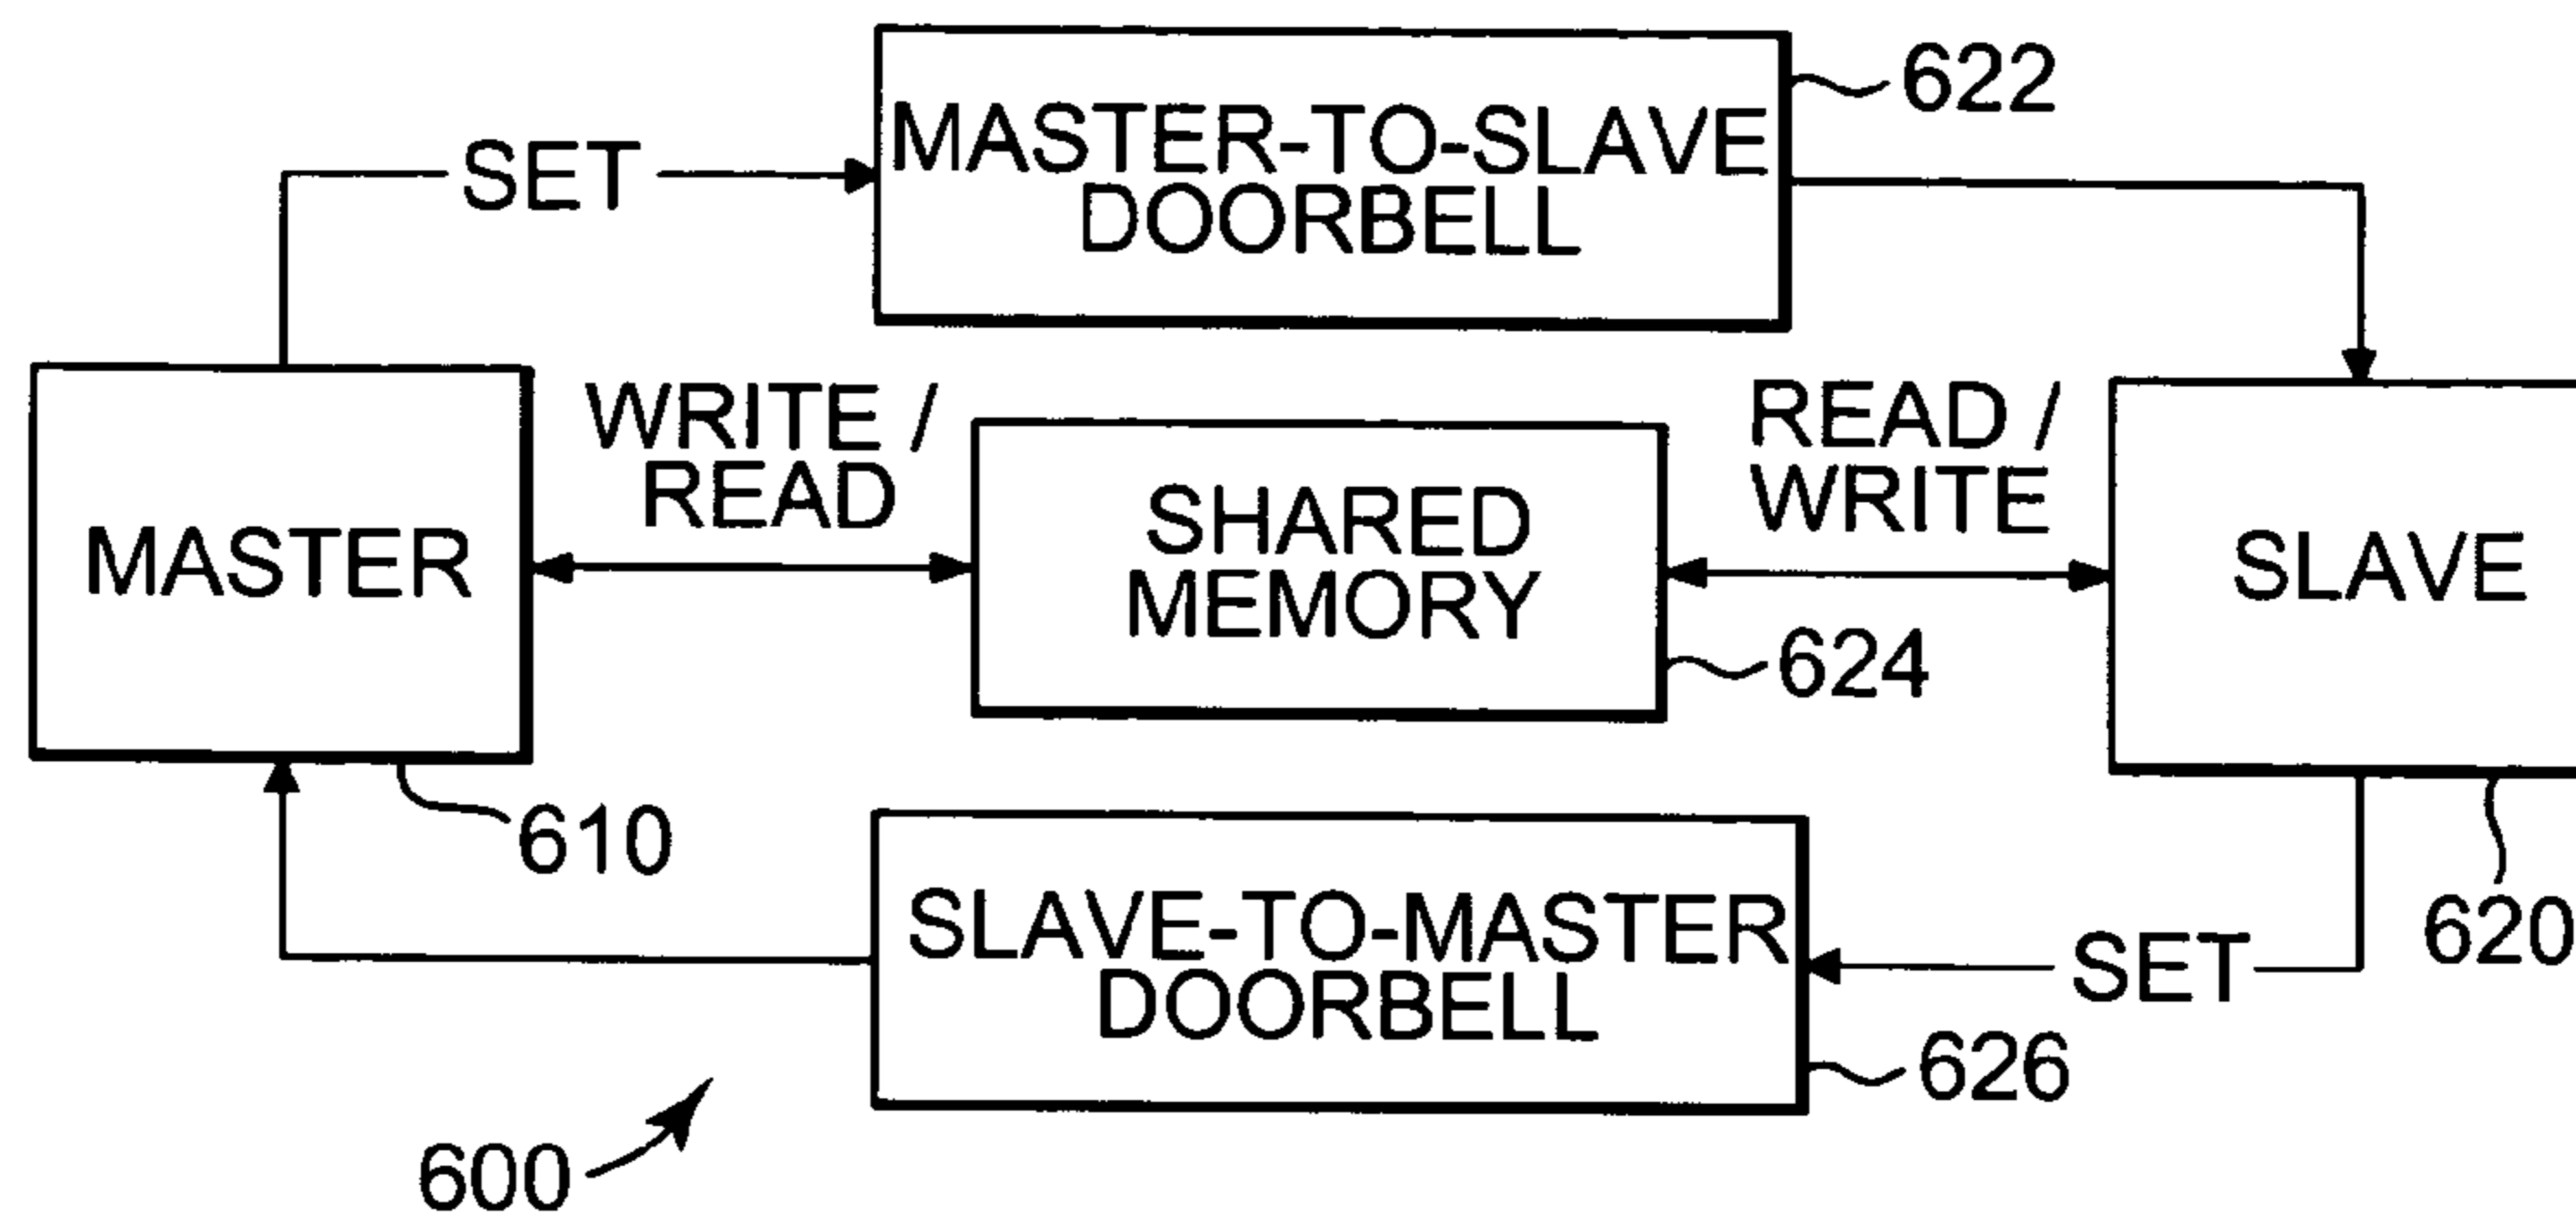 622
MASTER-TO-SLAVE
DOORBELL
SET
WRITE /
READ
READ /
WRITE
MASTER
SHARED
MEMORY
SLAVE
624
610
620
SLAVE-TO-MASTER
DOORBELL
SET
626
600